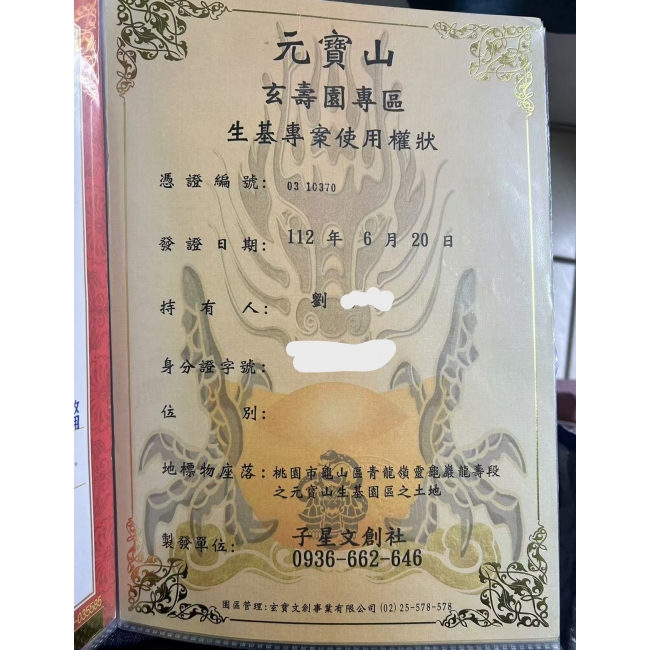 元寶山
玄壽園專區
生基專案使用權狀
憑證編號: 03 10370
發證日期: 112 年 6 月 20 日
持有人: 劉
身分證字號:
位別:
地標物座落: 桃園市龜山區青龍嶺靈龜巖龍壽段
之元寶山生基園區之土地
製發單位: 子星文創社
0936-662-646
園區管理:玄寶文創事業有限公司(02)25-578-578